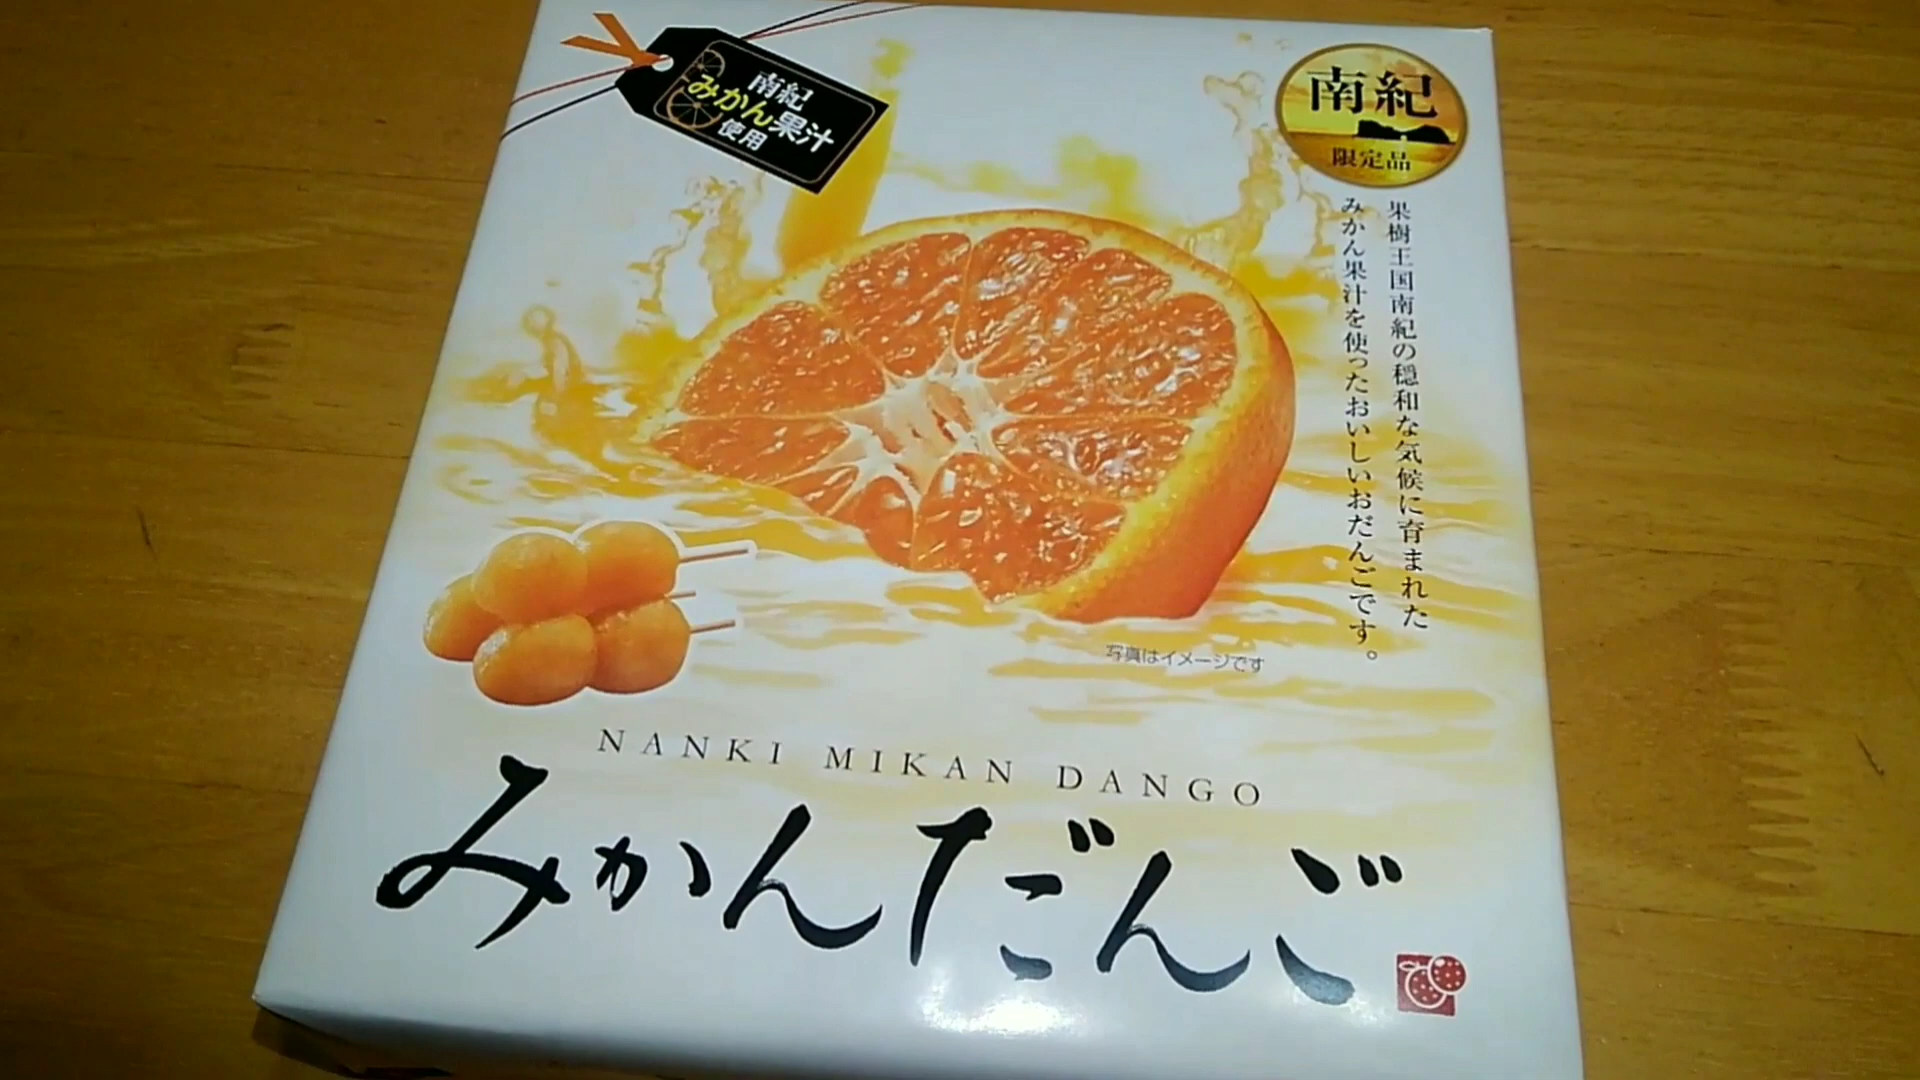 南紀
みかん果汁
使用
南紀
限定品
果樹王国南紀の穏和な気候に育まれた
みかん果汁を使ったおいしいおだんごです。
写真はイメージです
NANKI MIKAN DANGO
みかんだんご